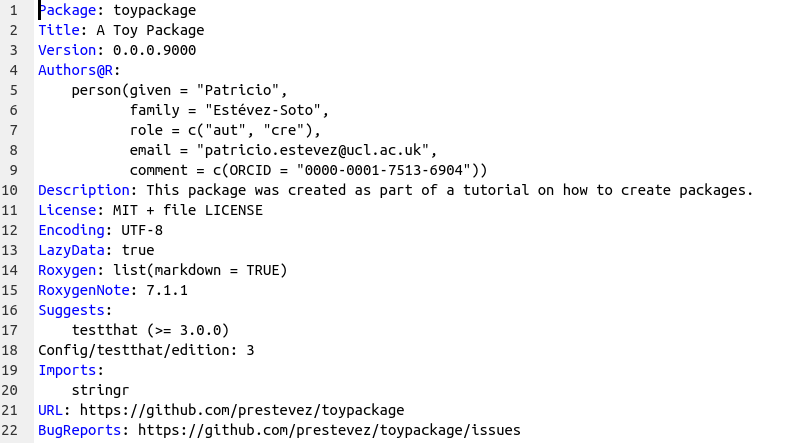 1 Package: toypackage
2 Title: A Toy Package
3 Version: 0.0.0.9000
4 Authors@R:
5     person(given = "Patricio",
6            family = "Estévez-Soto",
7            role = c("aut", "cre"),
8            email = "patricio.estevez@ucl.ac.uk",
9            comment = c(ORCID = "0000-0001-7513-6904"))
10 Description: This package was created as part of a tutorial on how to create packages.
11 License: MIT + file LICENSE
12 Encoding: UTF-8
13 LazyData: true
14 Roxygen: list(markdown = TRUE)
15 RoxygenNote: 7.1.1
16 Suggests:
17     testthat (>= 3.0.0)
18 Config/testthat/edition: 3
19 Imports:
20     stringr
21 URL: https://github.com/prestevez/toypackage
22 BugReports: https://github.com/prestevez/toypackage/issues